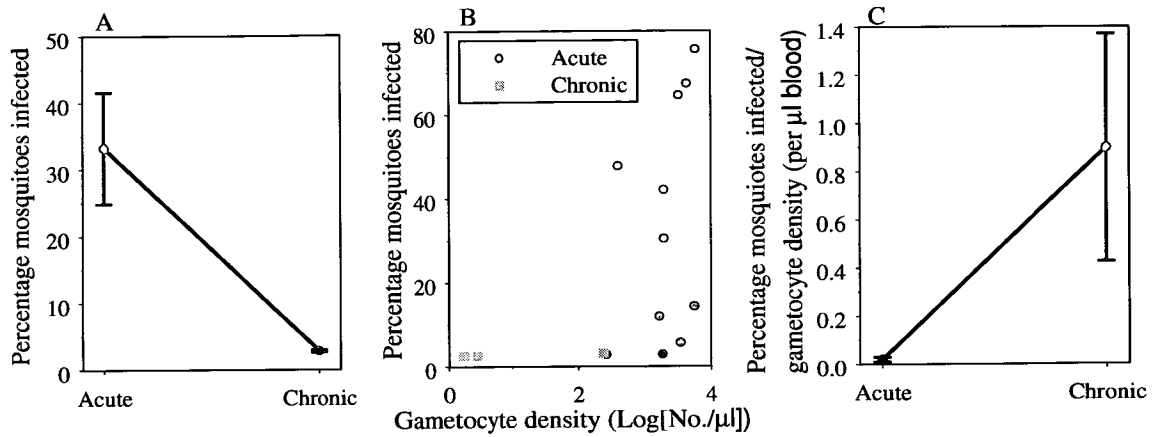 A
Percentage mosquitoes infected
50
40
30
20
10
0
Acute
Chronic
B
Percentage mosquitoes infected
80
60
40
20
0
Acute
Chronic
0
2
4
Gametocyte density (Log[No./µl])
C
Percentage mosquiotes infected/
gametocyte density (per µl blood)
1.4
1.2
1.0
0.8
0.6
0.4
0.2
0.0
Acute
Chronic